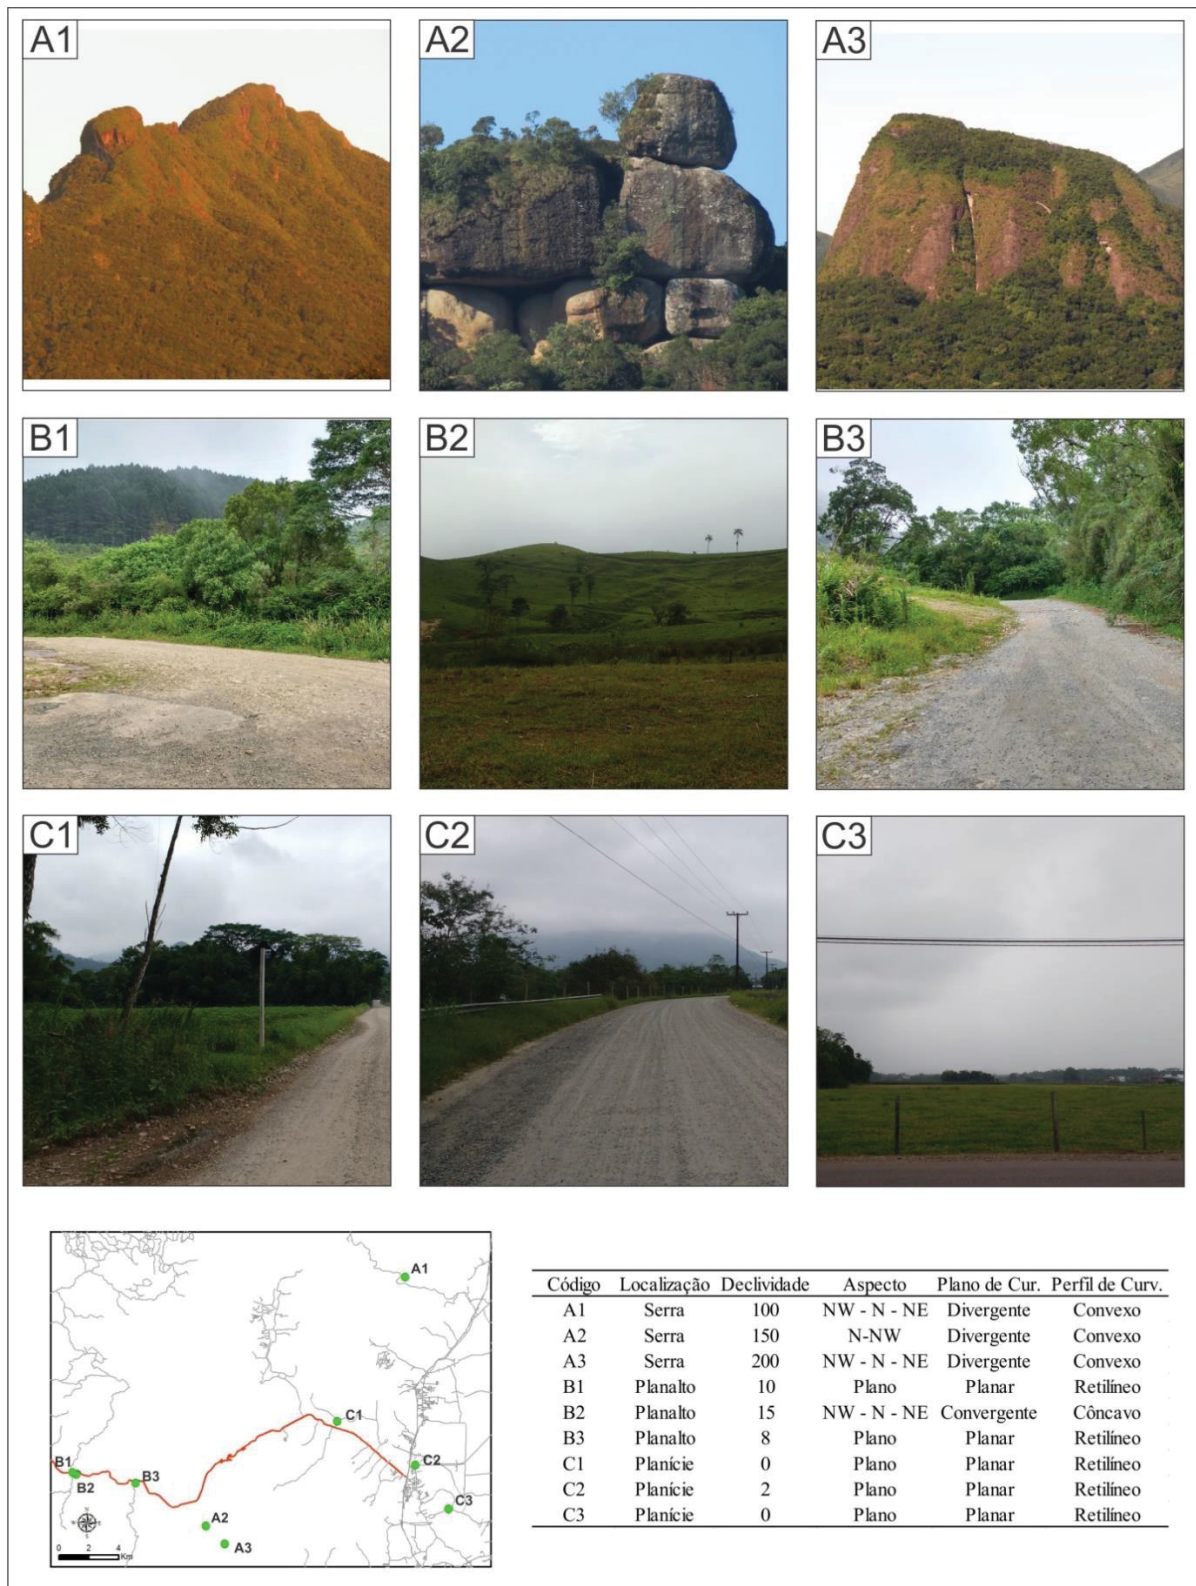 A1
A2
A3
B1
B2
B3
C1
C2
C3
A1
C1
B1
B2
B3
C2
C3
A2
A3
0 2 4
Km
Código Localização Declividade Aspecto Plano de Cur. Perfil de Curv.
A1 Serra 100 NW - N - NE Divergente Convexo
A2 Serra 150 N-NW Divergente Convexo
A3 Serra 200 NW - N - NE Divergente Convexo
B1 Planalto 10 Plano Planar Retilíneo
B2 Planalto 15 NW - N - NE Convergente Côncavo
B3 Planalto 8 Plano Planar Retilíneo
C1 Planície 0 Plano Planar Retilíneo
C2 Planície 2 Plano Planar Retilíneo
C3 Planície 0 Plano Planar Retilíneo